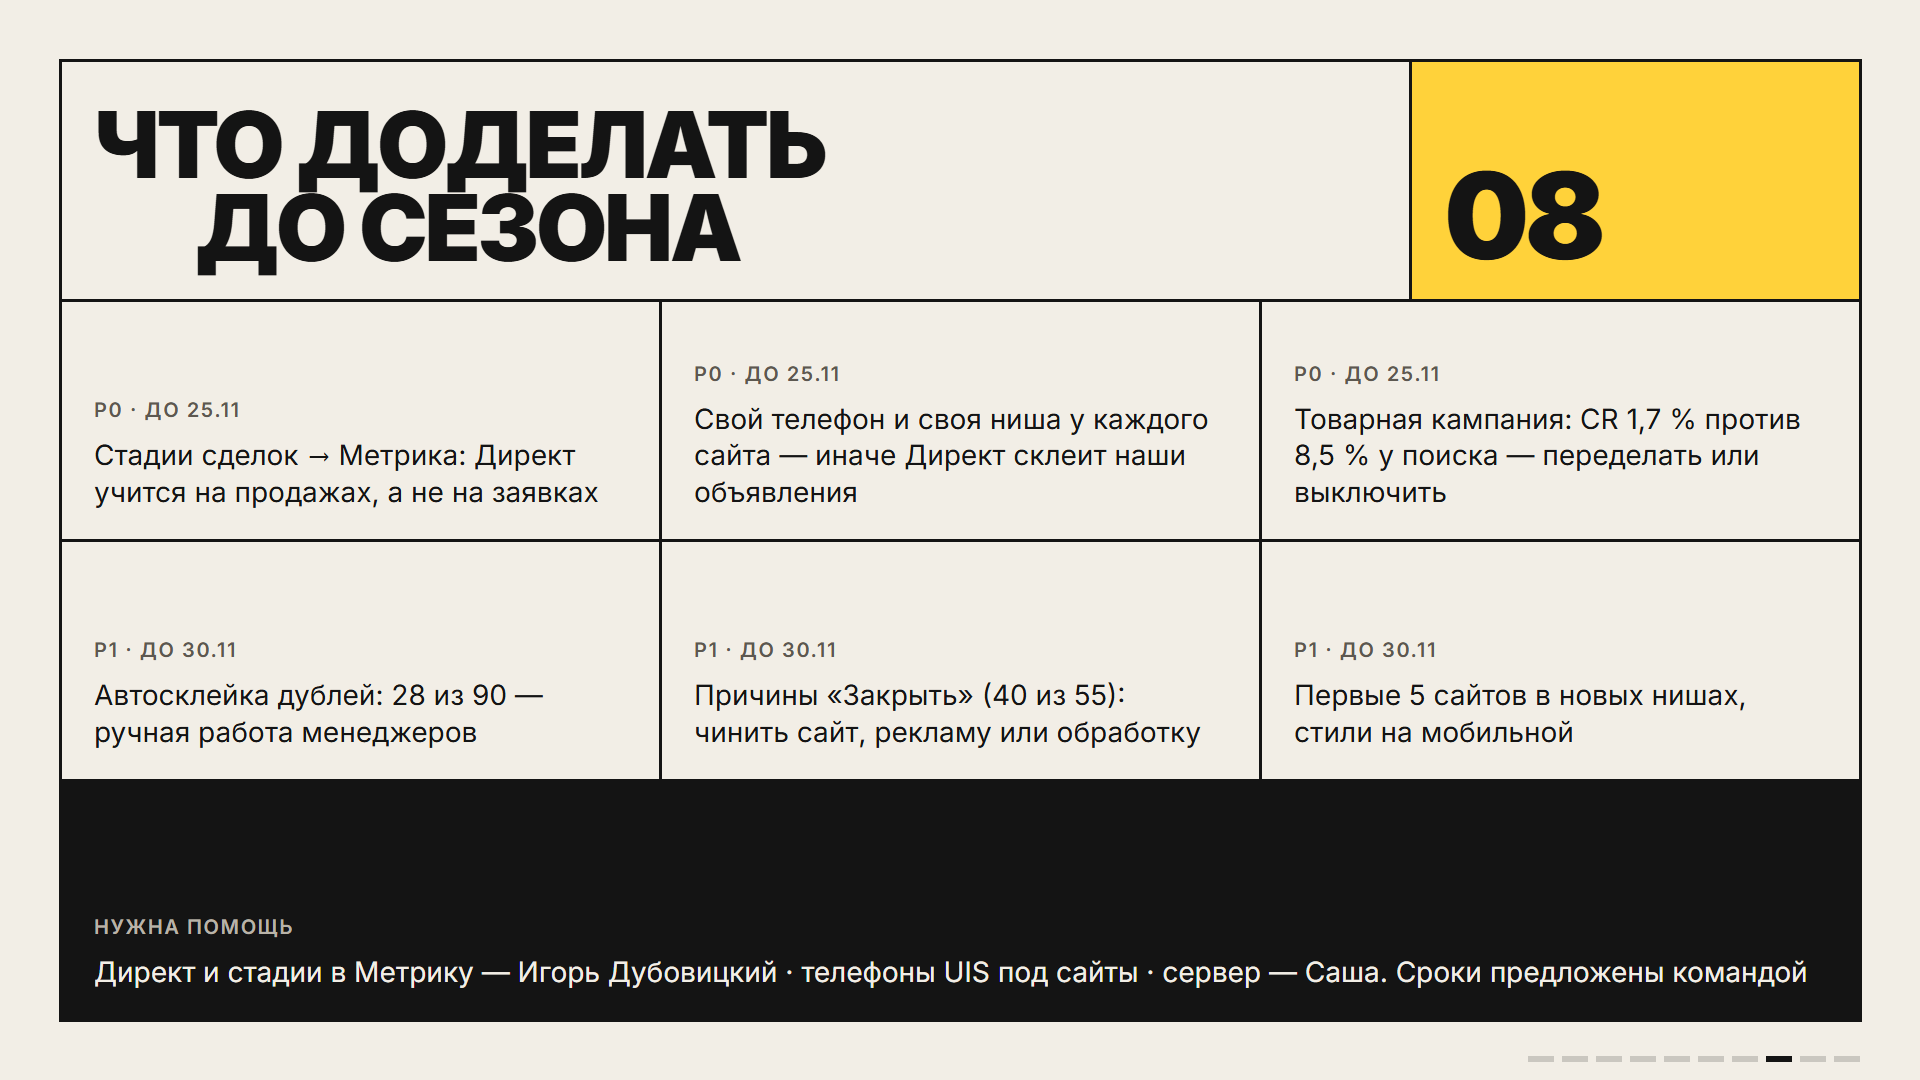 ЧТО ДОДЕЛАТЬ
ДО СЕЗОНА
08
P0 · ДО 25.11
Стадии сделок → Метрика: Директ
учится на продажах, а не на заявках
P0 · ДО 25.11
Свой телефон и своя ниша у каждого
сайта — иначе Директ склеит наши
объявления
P0 · ДО 25.11
Товарная кампания: CR 1,7 % против
8,5 % у поиска — переделать или
выключить
P1 · ДО 30.11
Автосклейка дублей: 28 из 90 —
ручная работа менеджеров
P1 · ДО 30.11
Причины «Закрыть» (40 из 55):
чинить сайт, рекламу или обработку
P1 · ДО 30.11
Первые 5 сайтов в новых нишах,
стили на мобильной
НУЖНА ПОМОЩЬ
Директ и стадии в Метрику — Игорь Дубовицкий · телефоны UIS под сайты · сервер — Саша. Сроки предложены командой